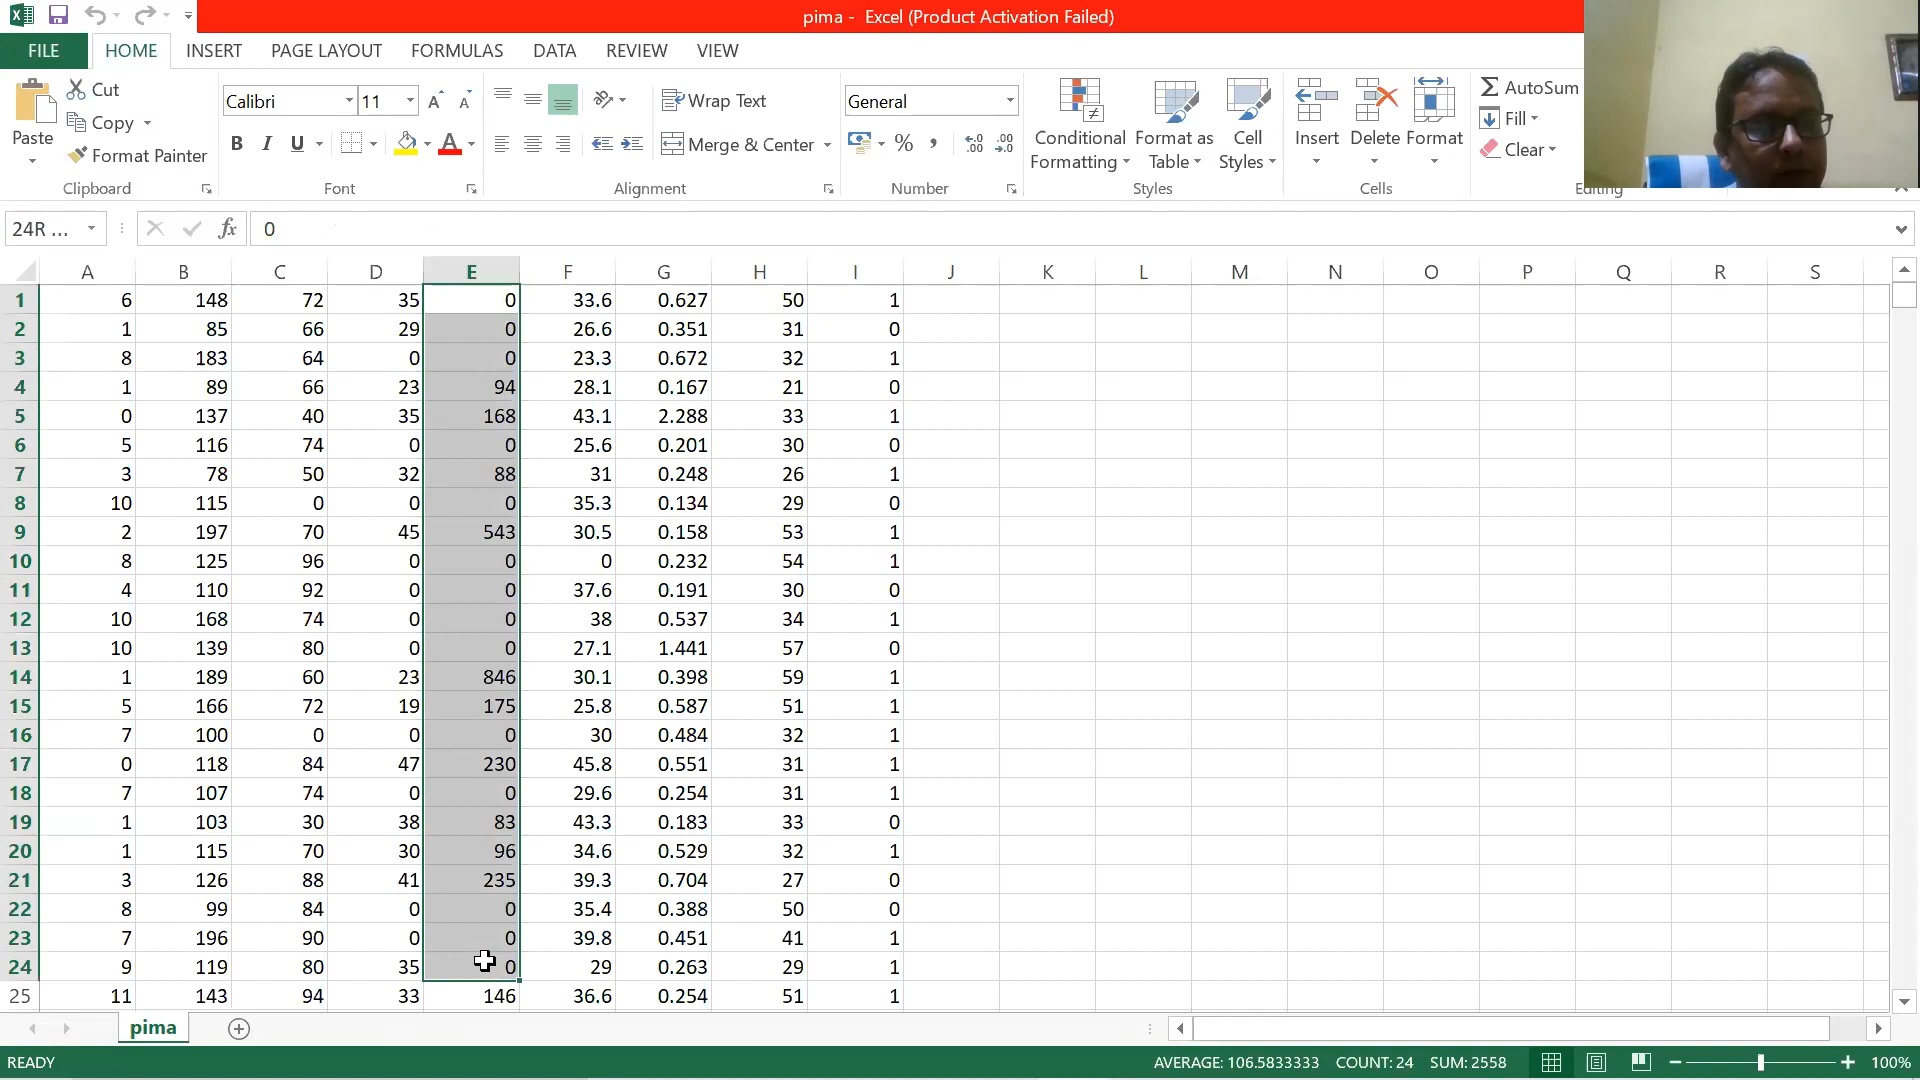 pima - Excel (Product Activation Failed)
FILE HOME INSERT PAGE LAYOUT FORMULAS DATA REVIEW VIEW
Cut
Copy
Format Painter
Paste
Clipboard
Calibri 11
B I U
Font
Wrap Text
Merge & Center
Alignment
General
% ,
Number
Conditional Formatting
Format as Table
Cell Styles
Styles
Insert Delete Format
Cells
AutoSum
Fill
Clear
Editing
24R ... fx 0
A B C D E F G H I J K L M N O P Q R S
1 6 148 72 35 0 33.6 0.627 50 1
2 1 85 66 29 0 26.6 0.351 31 0
3 8 183 64 0 0 23.3 0.672 32 1
4 1 89 66 23 94 28.1 0.167 21 0
5 0 137 40 35 168 43.1 2.288 33 1
6 5 116 74 0 0 25.6 0.201 30 0
7 3 78 50 32 88 31 0.248 26 1
8 10 115 0 0 0 35.3 0.134 29 0
9 2 197 70 45 543 30.5 0.158 53 1
10 8 125 96 0 0 0 0.232 54 1
11 4 110 92 0 0 37.6 0.191 30 0
12 10 168 74 0 0 38 0.537 34 1
13 10 139 80 0 0 27.1 1.441 57 0
14 1 189 60 23 846 30.1 0.398 59 1
15 5 166 72 19 175 25.8 0.587 51 1
16 7 100 0 0 0 30 0.484 32 1
17 0 118 84 47 230 45.8 0.551 31 1
18 7 107 74 0 0 29.6 0.254 31 1
19 1 103 30 38 83 43.3 0.183 33 0
20 1 115 70 30 96 34.6 0.529 32 1
21 3 126 88 41 235 39.3 0.704 27 0
22 8 99 84 0 0 35.4 0.388 50 0
23 7 196 90 0 0 39.8 0.451 41 1
24 9 119 80 35 0 29 0.263 29 1
25 11 143 94 33 146 36.6 0.254 51 1
pima
READY AVERAGE: 106.5833333 COUNT: 24 SUM: 2558 100%